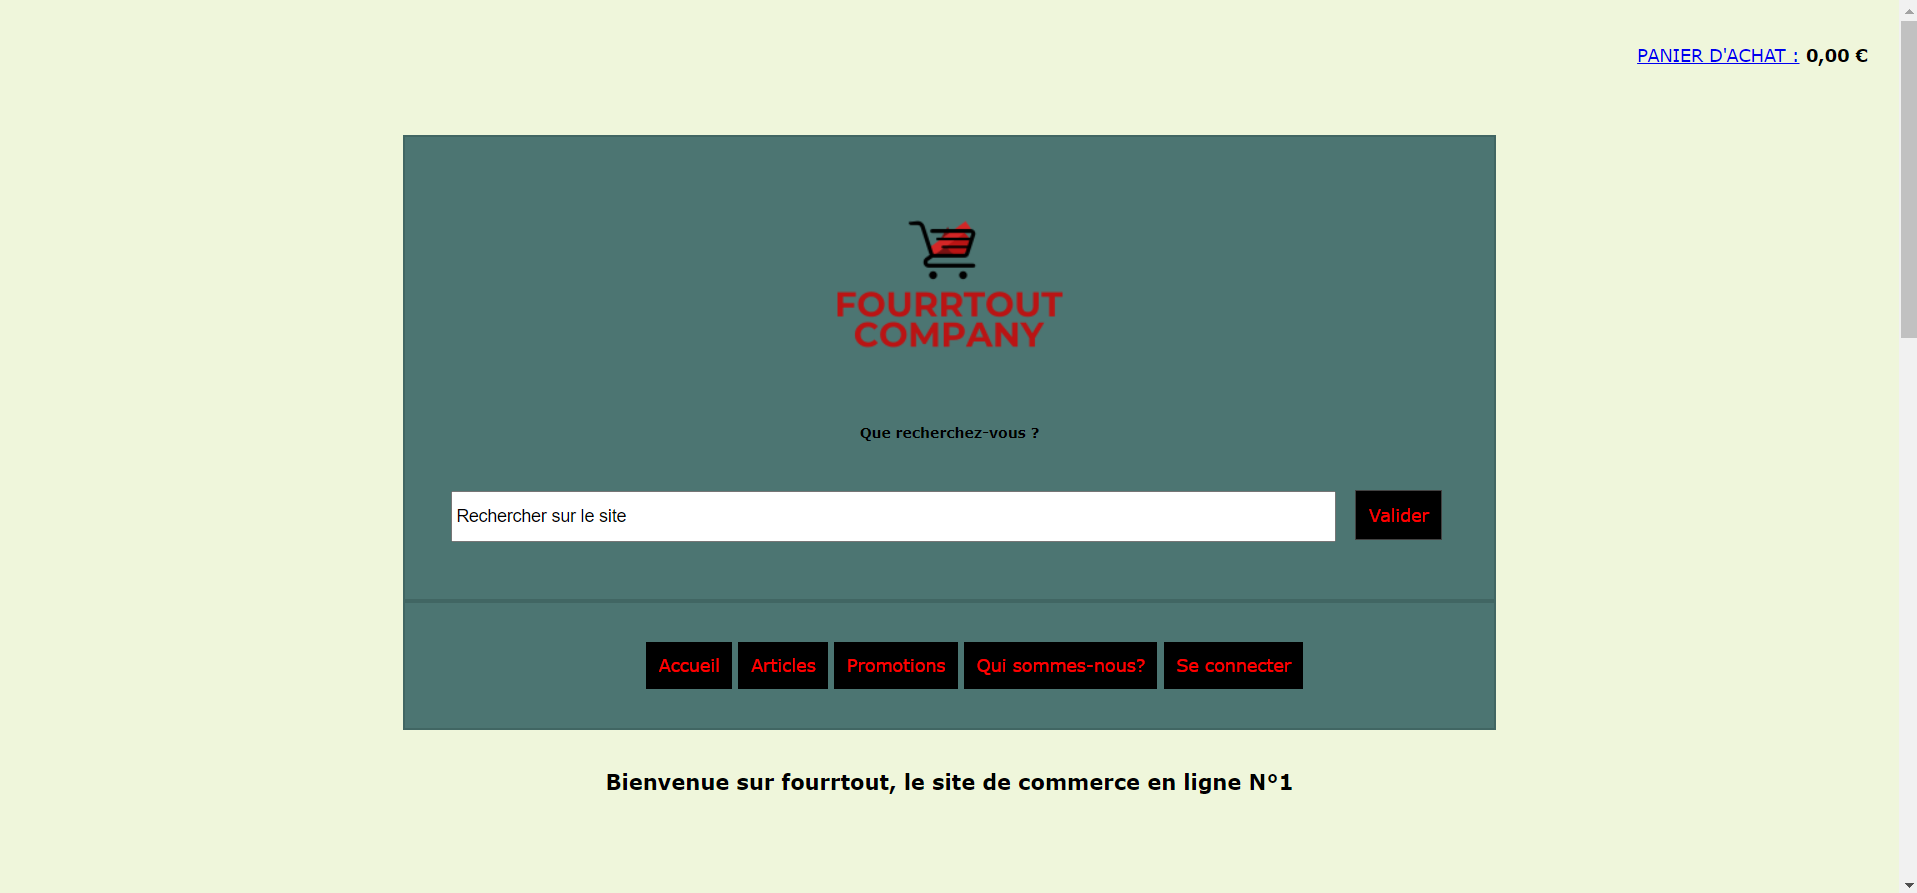 PANIER D'ACHAT : 0,00 €
FOURRTOUT
COMPANY
Que recherchez-vous ?
Rechercher sur le site
Valider
Accueil Articles Promotions Qui sommes-nous? Se connecter
Bienvenue sur fourrtout, le site de commerce en ligne N°1